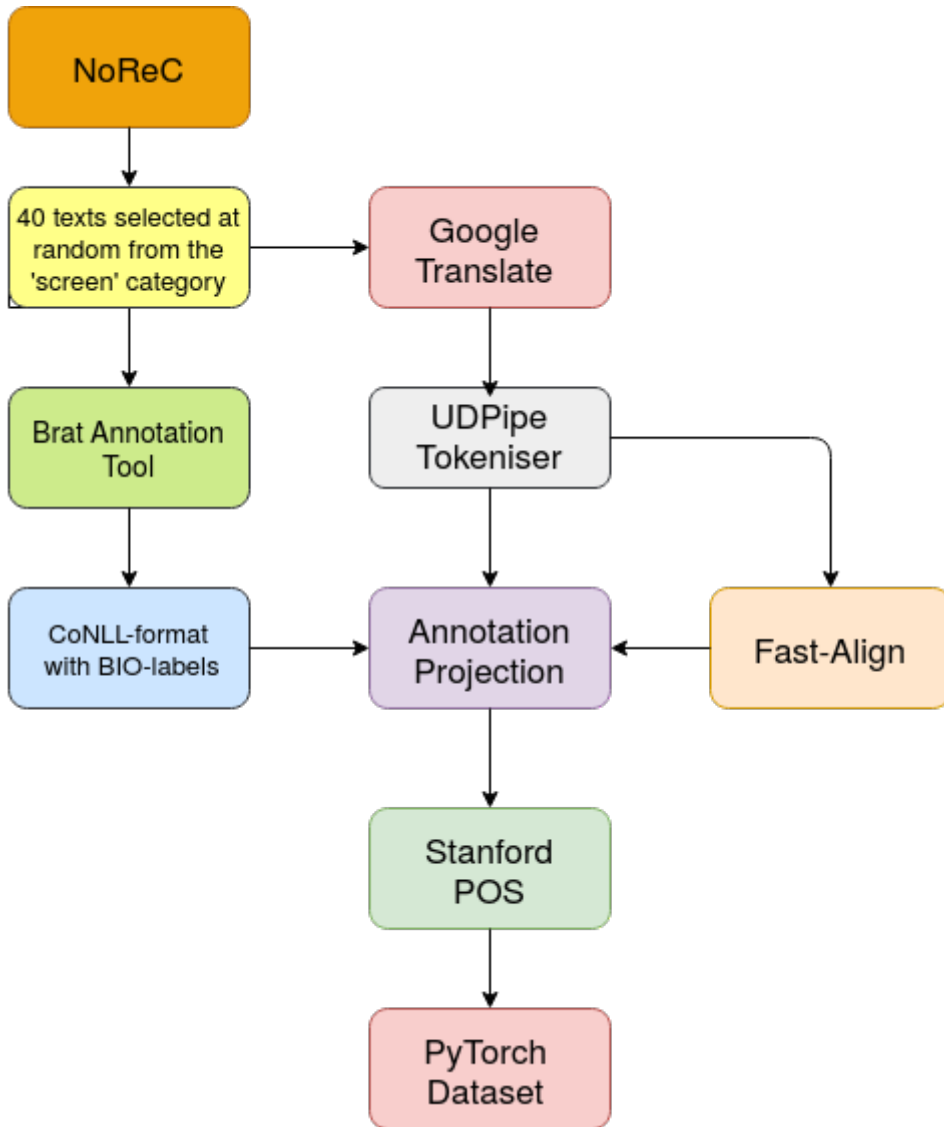 NoReC
40 texts selected at
random from the
'screen' category
Google
Translate
Brat Annotation
Tool
UDPipe
Tokeniser
CoNLL-format
with BIO-labels
Annotation
Projection
Fast-Align
Stanford
POS
PyTorch
Dataset